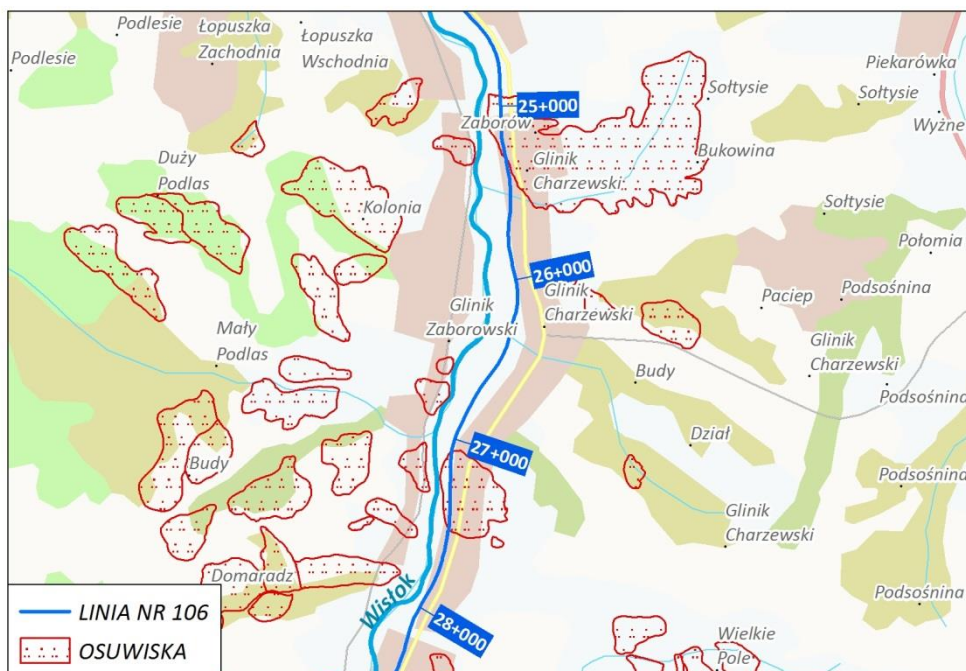 Podlesie
Łopuszka
Zachodnia
Łopuszka
Wschodnia
Podlesie
Piekarówka
Sołtysie
Sołtysie
Wyżne
25+000
Zaborów
Bukowina
Duży
Podlas
Glinik
Charzewski
Kolonia
Sołtysie
Połomia
26+000
Podsośnina
Paciep
Glinik
Zaborowski
Glinik
Charzewski
Mały
Podlas
Glinik
Charzewski
Budy
Podsośnina
Dział
27+000
Budy
Podsośnina
Glinik
Charzewski
Domaradz
Wisłok
Podsośnina
28+000
Wielkie
Pole
LINIA NR 106
OSUWISKA